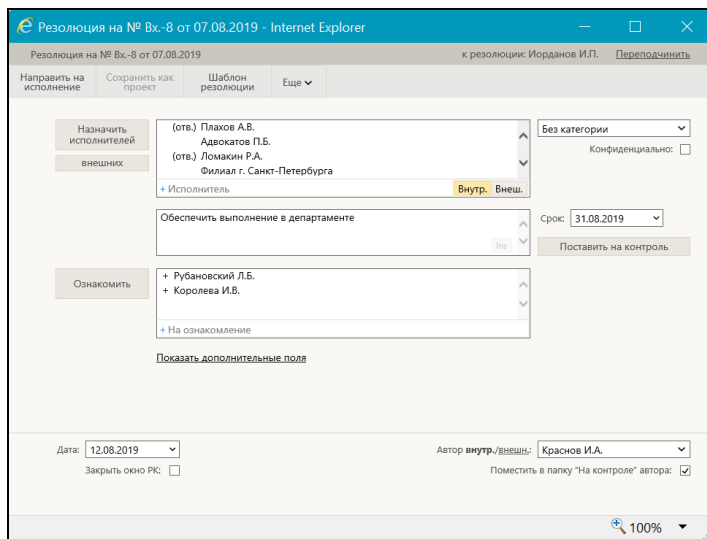 Резолюция на № Вх.-8 от 07.08.2019 - Internet Explorer
Резолюция на № Вх.-8 от 07.08.2019 к резолюции: Иорданов И.П. Переподчинить
Направить на исполнение Сохранить как проект Шаблон резолюции Еще
Назначить исполнителей
внешних
(отв.) Плахов А.В.
Адвокатов П.Б.
(отв.) Ломакин Р.А.
Филиал г. Санкт-Петербурга
+ Исполнитель Внутр. Внеш.
Без категории
Конфиденциально:
Обеспечить выполнение в департаменте
Ins
Срок: 31.08.2019
Поставить на контроль
Ознакомить
+ Рубановский Л.Б.
+ Королева И.В.
+ На ознакомление
Показать дополнительные поля
Дата: 12.08.2019 Автор внутр./внешн.: Краснов И.А.
Закрыть окно РК: Поместить в папку "На контроле" автора:
100%